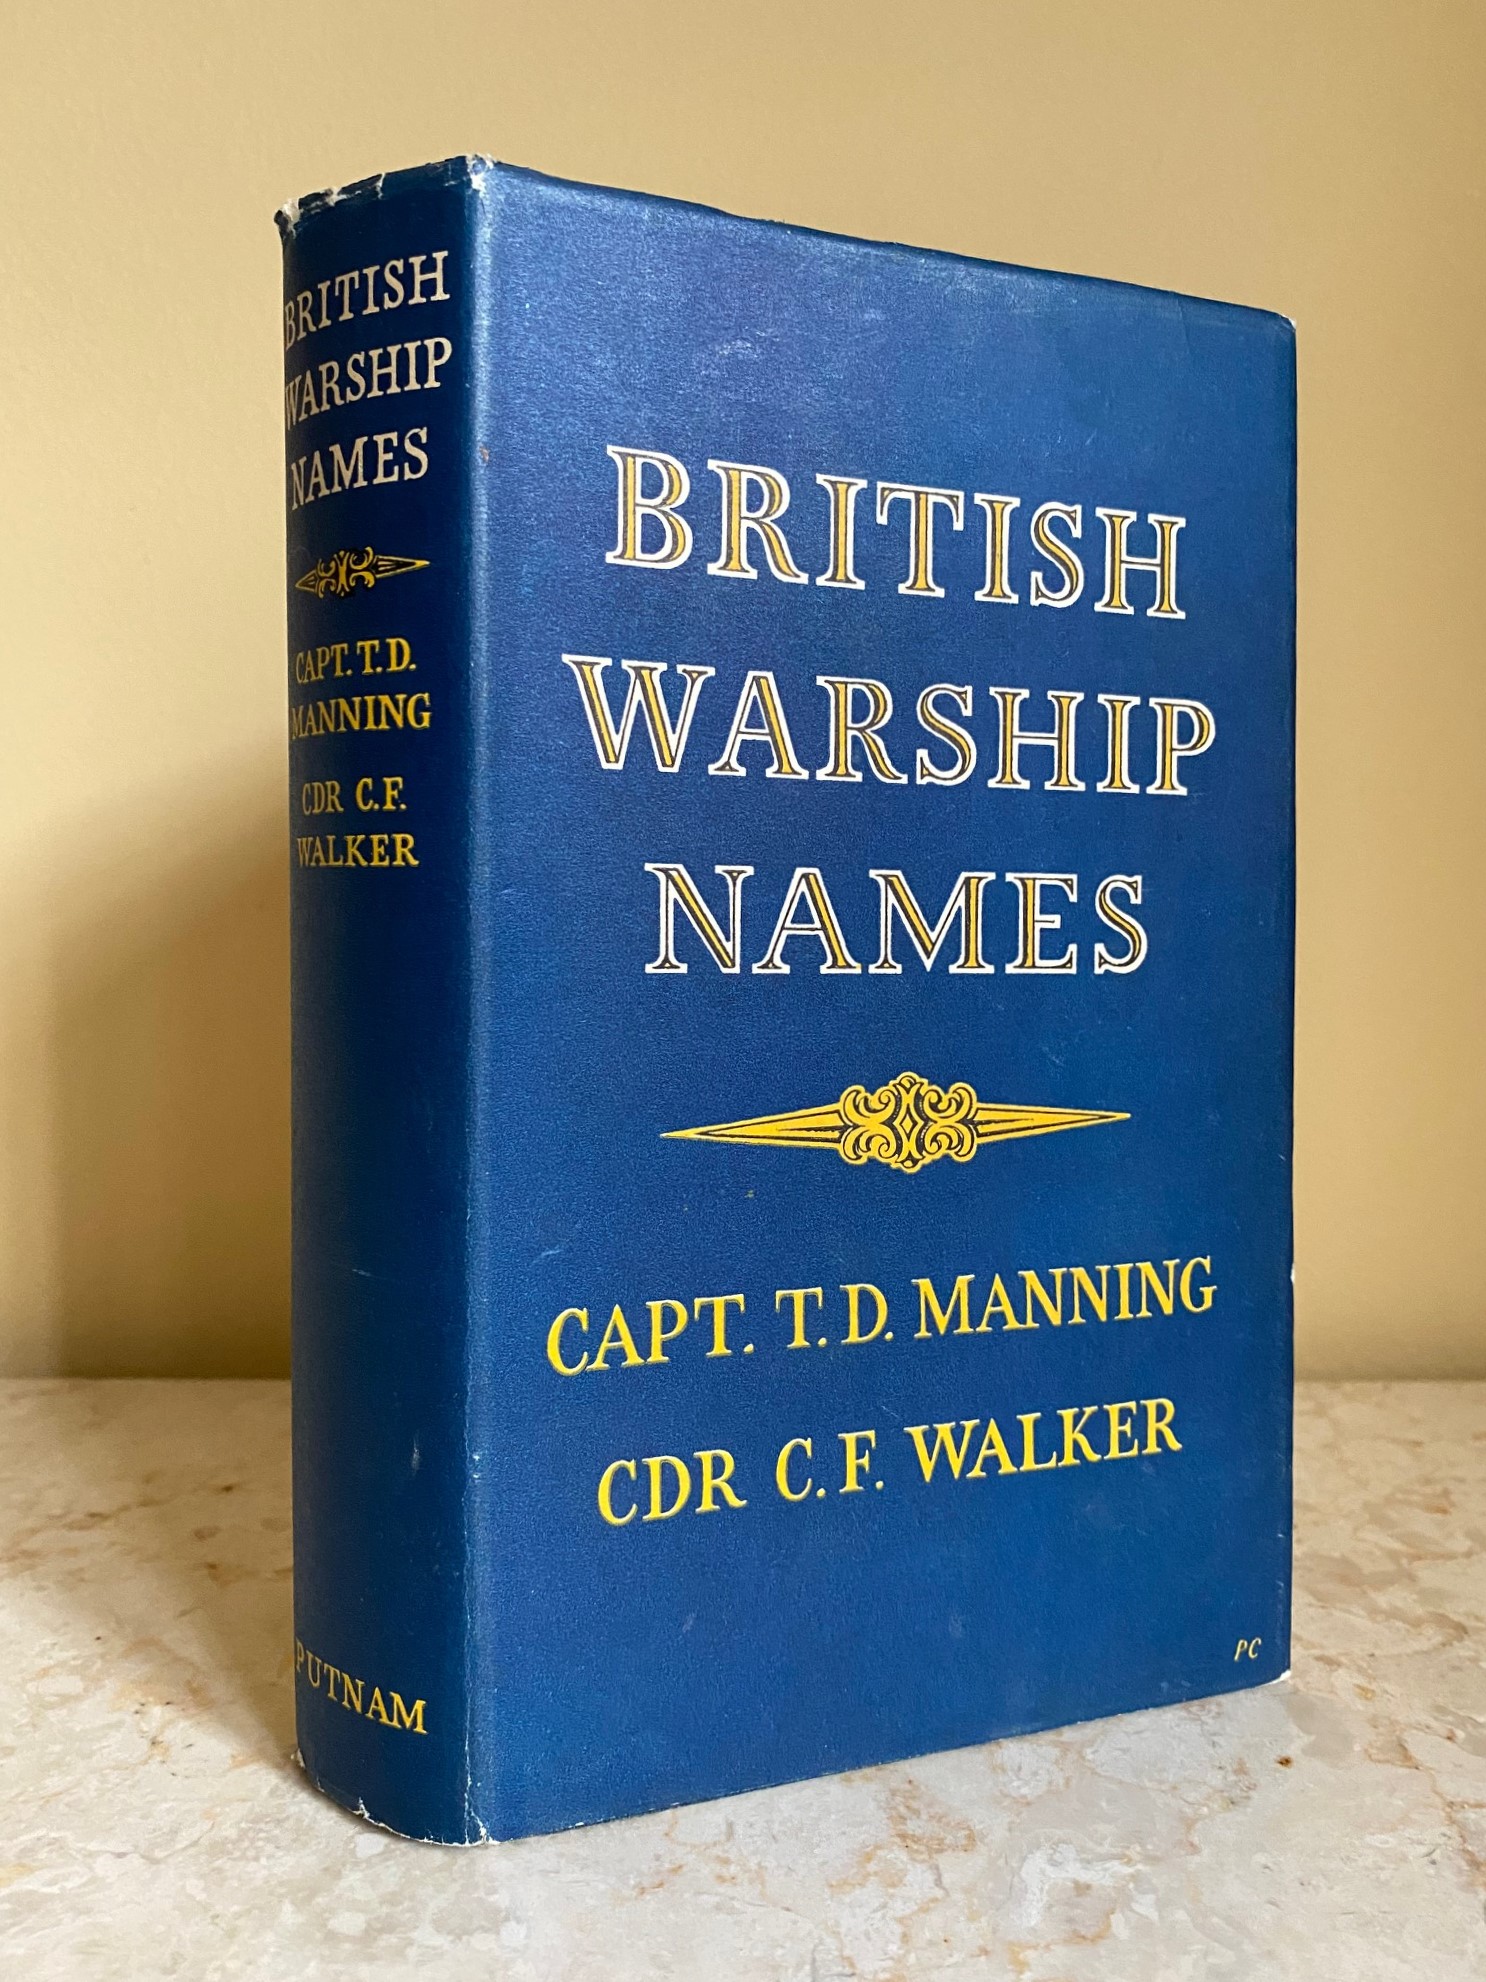 BRITISH
WARSHIP
NAMES
CAPT. T. D.
MANNING
CDR C. F.
WALKER
PUTNAM
BRITISH
WARSHIP
NAMES
CAPT. T. D. MANNING
CDR C. F. WALKER
PC